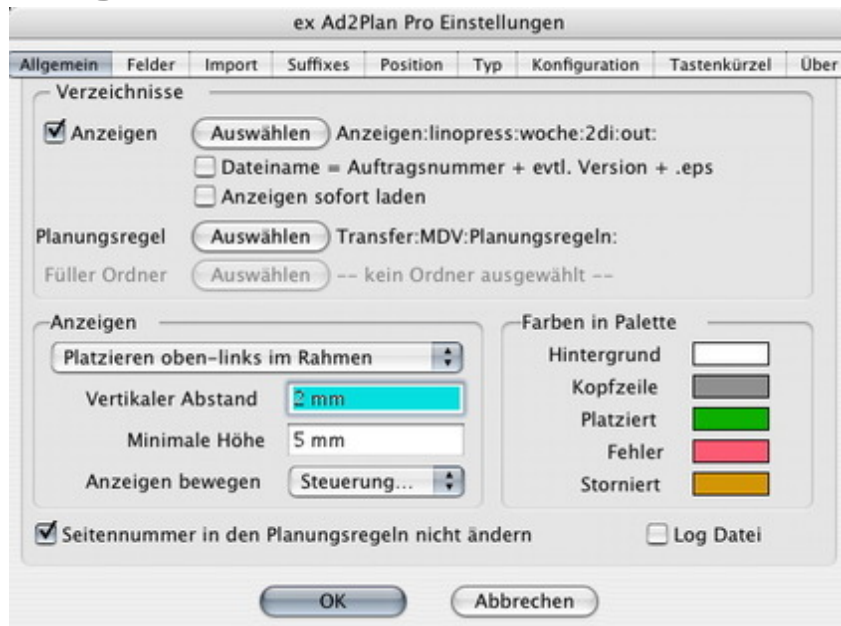 ex Ad2Plan Pro Einstellungen
Allgemein Felder Import Suffixes Position Typ Konfiguration Tastenkürzel Über
Verzeichnisse
Anzeigen Auswählen Anzeigen:linopress:woche:2di:out:
Dateiname = Auftragsnummer + evtl. Version + .eps
Anzeigen sofort laden
Planungsregel Auswählen Transfer:MDV:Planungsregeln:
Füller Ordner Auswählen -- kein Ordner ausgewählt --
Anzeigen
Platzieren oben-links im Rahmen
Vertikaler Abstand 2 mm
Minimale Höhe 5 mm
Anzeigen bewegen Steuerung...
Farben in Palette
Hintergrund
Kopfzeile
Platziert
Fehler
Storniert
Seitennummer in den Planungsregeln nicht ändern Log Datei
OK Abbrechen